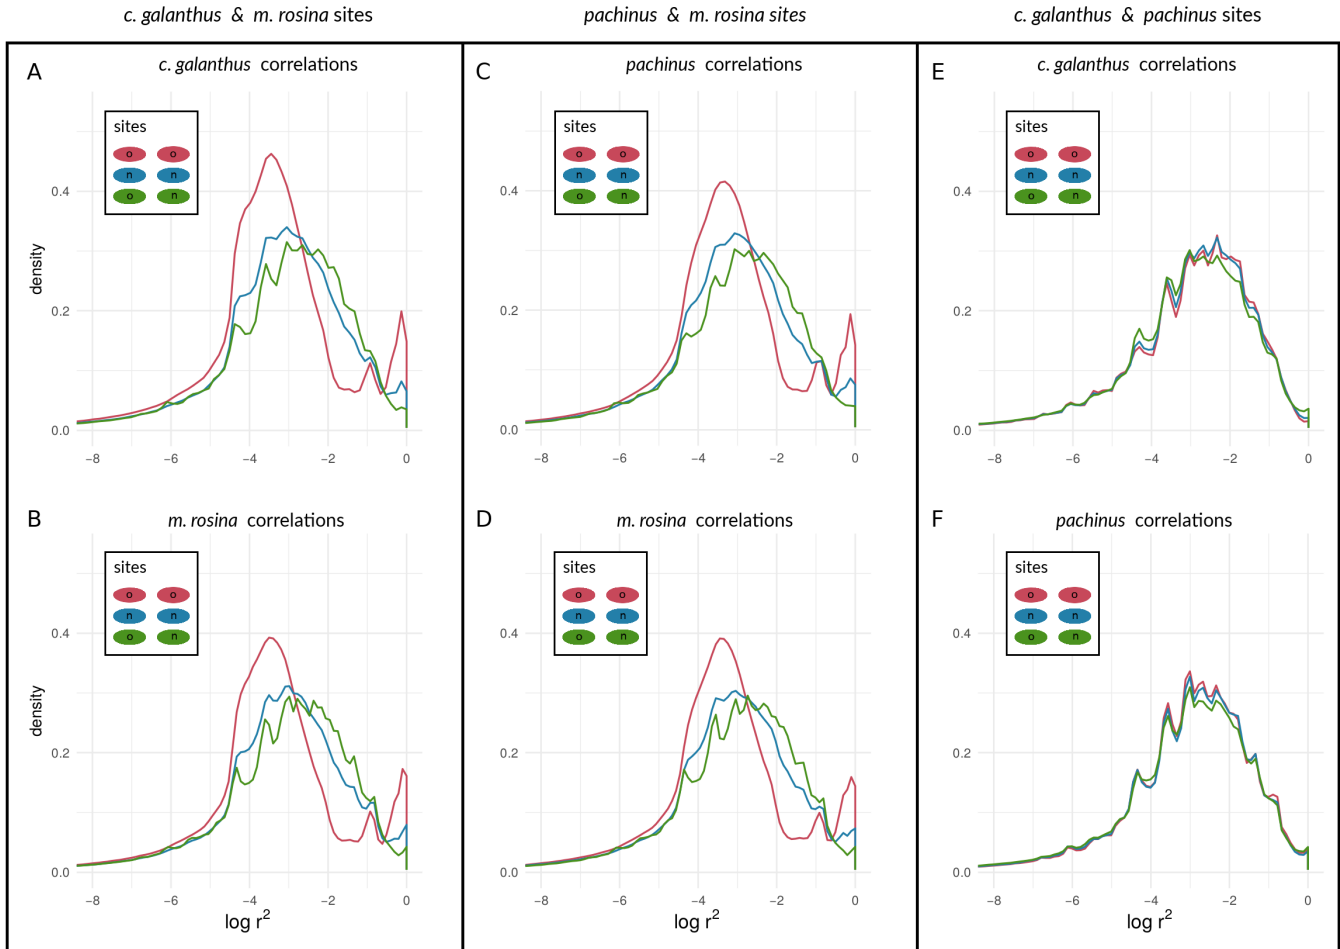 c. galanthus & m. rosina sites
pachinus & m. rosina sites
c. galanthus & pachinus sites
A
c. galanthus correlations
sites
o o
n n
o n
density
0.4
0.2
0.0
−8 −6 −4 −2 0
B
m. rosina correlations
sites
o o
n n
o n
density
0.4
0.2
0.0
−8 −6 −4 −2 0
log r²
C
pachinus correlations
sites
o o
n n
o n
0.4
0.2
0.0
−8 −6 −4 −2 0
D
m. rosina correlations
sites
o o
n n
o n
0.4
0.2
0.0
−8 −6 −4 −2 0
log r²
E
c. galanthus correlations
sites
o o
n n
o n
0.4
0.2
0.0
−8 −6 −4 −2 0
F
pachinus correlations
sites
o o
n n
o n
0.4
0.2
0.0
−8 −6 −4 −2 0
log r²